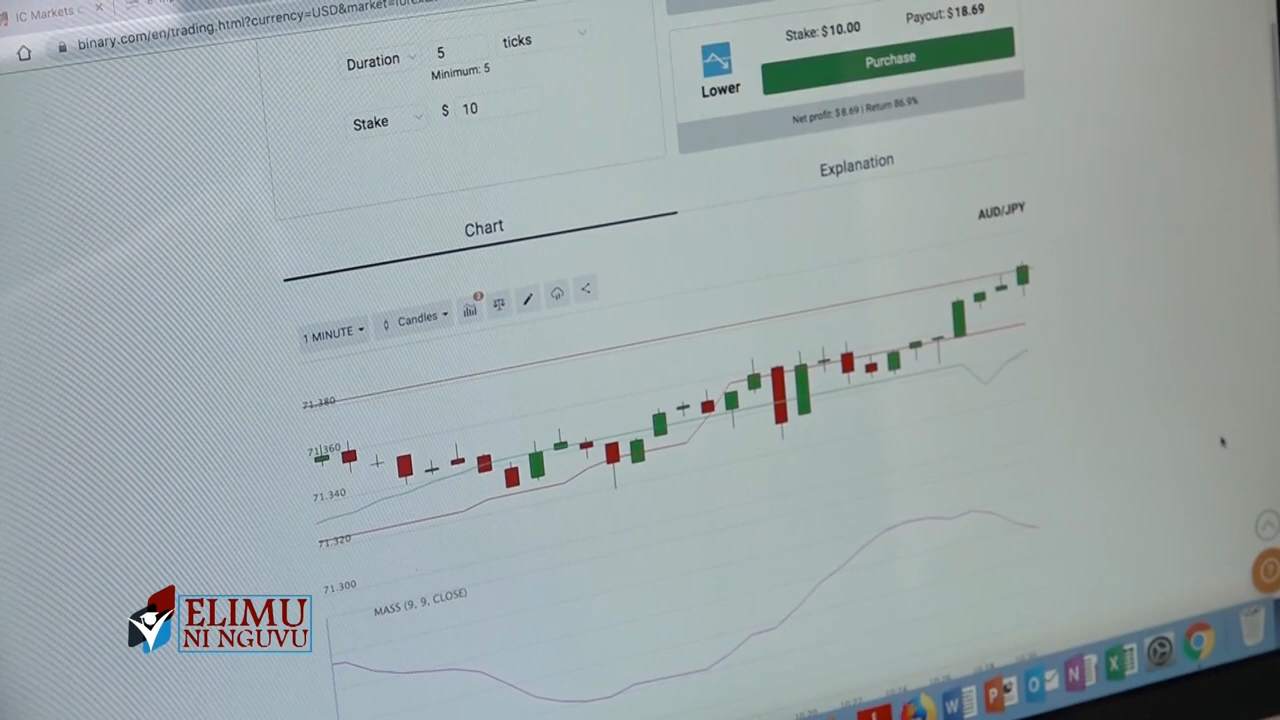 IC Markets
binary.com/en/trading.html?currency=USD&market=forex
Duration 5 ticks
Minimum: 5
Stake $ 10
Lower
Stake: $10.00 Payout: $18.69
Purchase
Net profit: $8.69 | Return 86.9%
Chart
Explanation
AUD/JPY
1 MINUTE
Candles
71.380
71.360
71.340
71.320
71.300
MASS (9, 9, CLOSE)
ELIMU
NI NGUVU